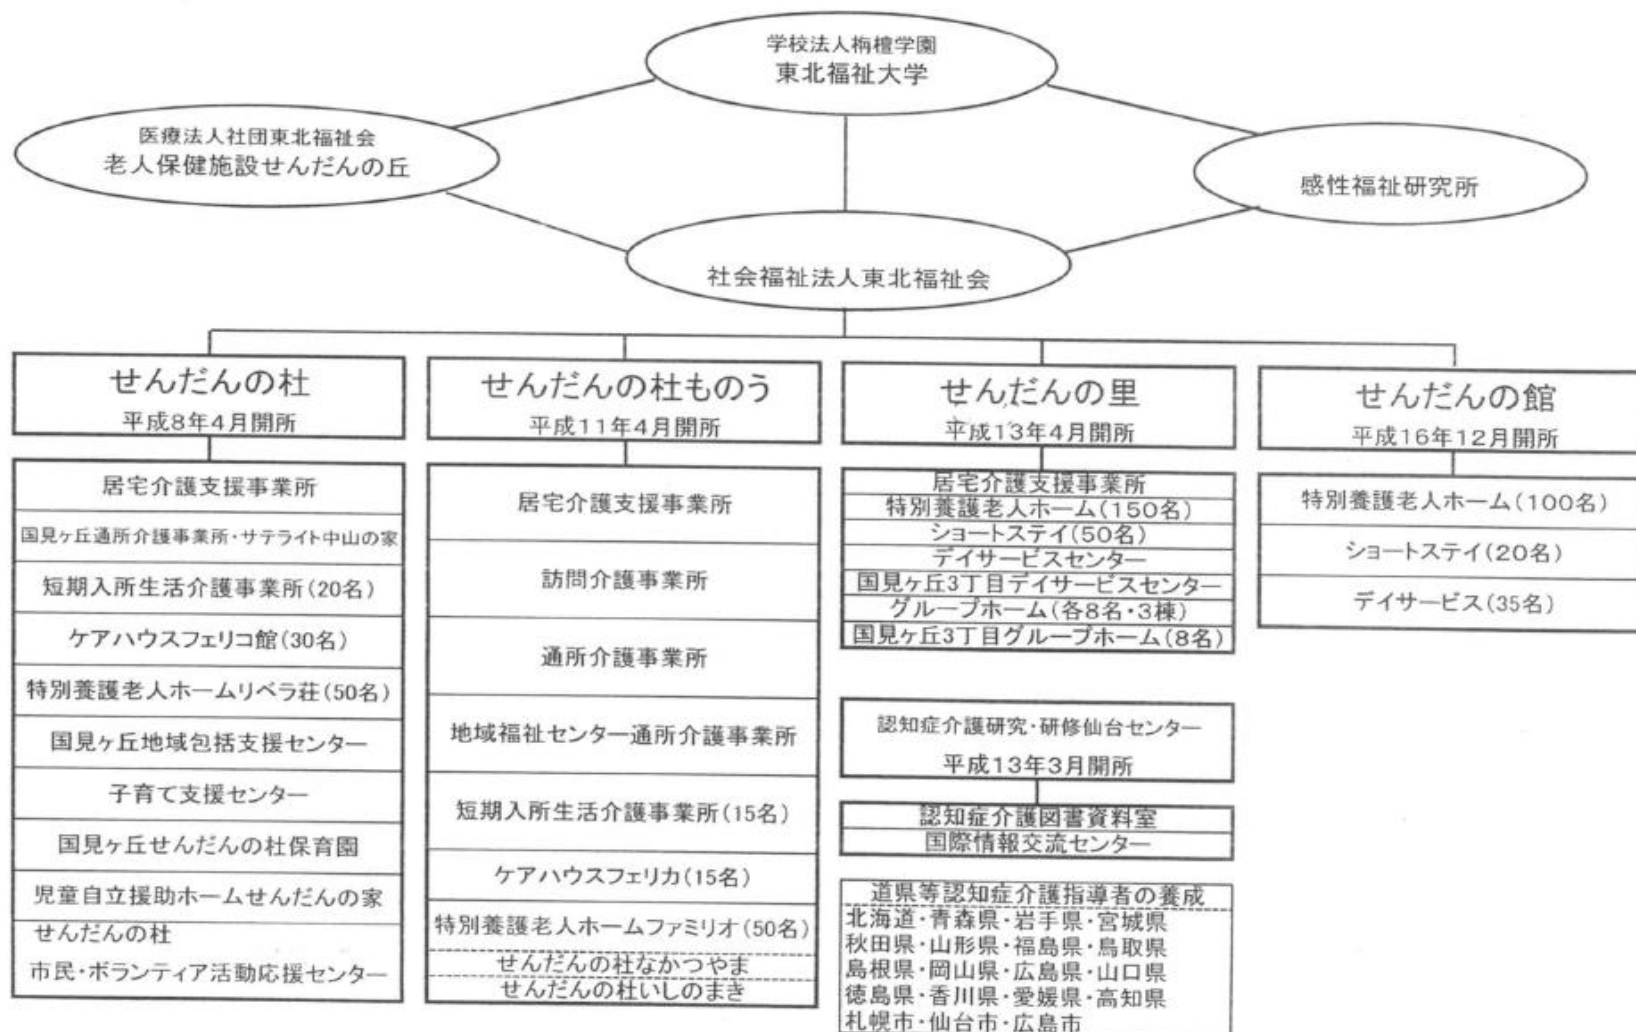 学校法人栴檀学園
東北福祉大学
医療法人社団東北福祉会
老人保健施設せんだんの丘
感性福祉研究所
社会福祉法人東北福祉会
せんだんの杜
平成8年4月開所
居宅介護支援事業所
国見ヶ丘通所介護事業所・サテライト中山の家
短期入所生活介護事業所(20名)
ケアハウスフェリコ館(30名)
特別養護老人ホームリベラ荘(50名)
国見ヶ丘地域包括支援センター
子育て支援センター
国見ヶ丘せんだんの杜保育園
児童自立援助ホームせんだんの家
せんだんの杜
市民・ボランティア活動応援センター
せんだんの杜ものう
平成11年4月開所
居宅介護支援事業所
訪問介護事業所
通所介護事業所
地域福祉センター通所介護事業所
短期入所生活介護事業所(15名)
ケアハウスフェリカ(15名)
特別養護老人ホームファミリオ(50名)
せんだんの杜なかつやま
せんだんの杜いしのまき
せんだんの里
平成13年4月開所
居宅介護支援事業所
特別養護老人ホーム(150名)
ショートステイ(50名)
デイサービスセンター
国見ヶ丘3丁目デイサービスセンター
グループホーム(各8名・3棟)
国見ヶ丘3丁目グループホーム(8名)
認知症介護研究・研修仙台センター
平成13年3月開所
認知症介護図書資料室
国際情報交流センター
道県等認知症介護指導者の養成
北海道・青森県・岩手県・宮城県
秋田県・山形県・福島県・鳥取県
島根県・岡山県・広島県・山口県
徳島県・香川県・愛媛県・高知県
札幌市・仙台市・広島市
せんだんの館
平成16年12月開所
特別養護老人ホーム(100名)
ショートステイ(20名)
デイサービス(35名)